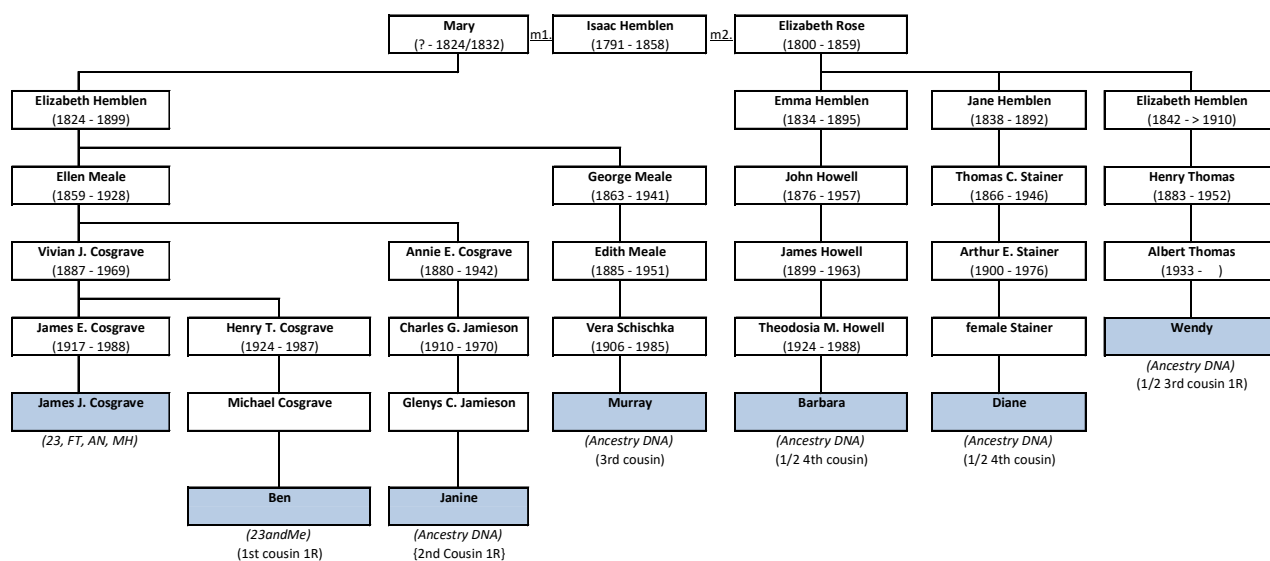 Mary
(? - 1824/1832)
m1.
Isaac Hemblen
(1791 - 1858)
m2.
Elizabeth Rose
(1800 - 1859)
Elizabeth Hemblen
(1824 - 1899)
Emma Hemblen
(1834 - 1895)
Jane Hemblen
(1838 - 1892)
Elizabeth Hemblen
(1842 - > 1910)
Ellen Meale
(1859 - 1928)
George Meale
(1863 - 1941)
John Howell
(1876 - 1957)
Thomas C. Stainer
(1866 - 1946)
Henry Thomas
(1883 - 1952)
Vivian J. Cosgrave
(1887 - 1969)
Annie E. Cosgrave
(1880 - 1942)
Edith Meale
(1885 - 1951)
James Howell
(1899 - 1963)
Arthur E. Stainer
(1900 - 1976)
Albert Thomas
(1933 -    )
James E. Cosgrave
(1917 - 1988)
Henry T. Cosgrave
(1924 - 1987)
Charles G. Jamieson
(1910 - 1970)
Vera Schischka
(1906 - 1985)
Theodosia M. Howell
(1924 - 1988)
female Stainer
Wendy
(Ancestry DNA)
(1/2 3rd cousin 1R)
James J. Cosgrave
(23, FT, AN, MH)
Michael Cosgrave
Glenys C. Jamieson
Murray
(Ancestry DNA)
(3rd cousin)
Barbara
(Ancestry DNA)
(1/2 4th cousin)
Diane
(Ancestry DNA)
(1/2 4th cousin)
Ben
(23andMe)
(1st cousin 1R)
Janine
(Ancestry DNA)
{2nd Cousin 1R}